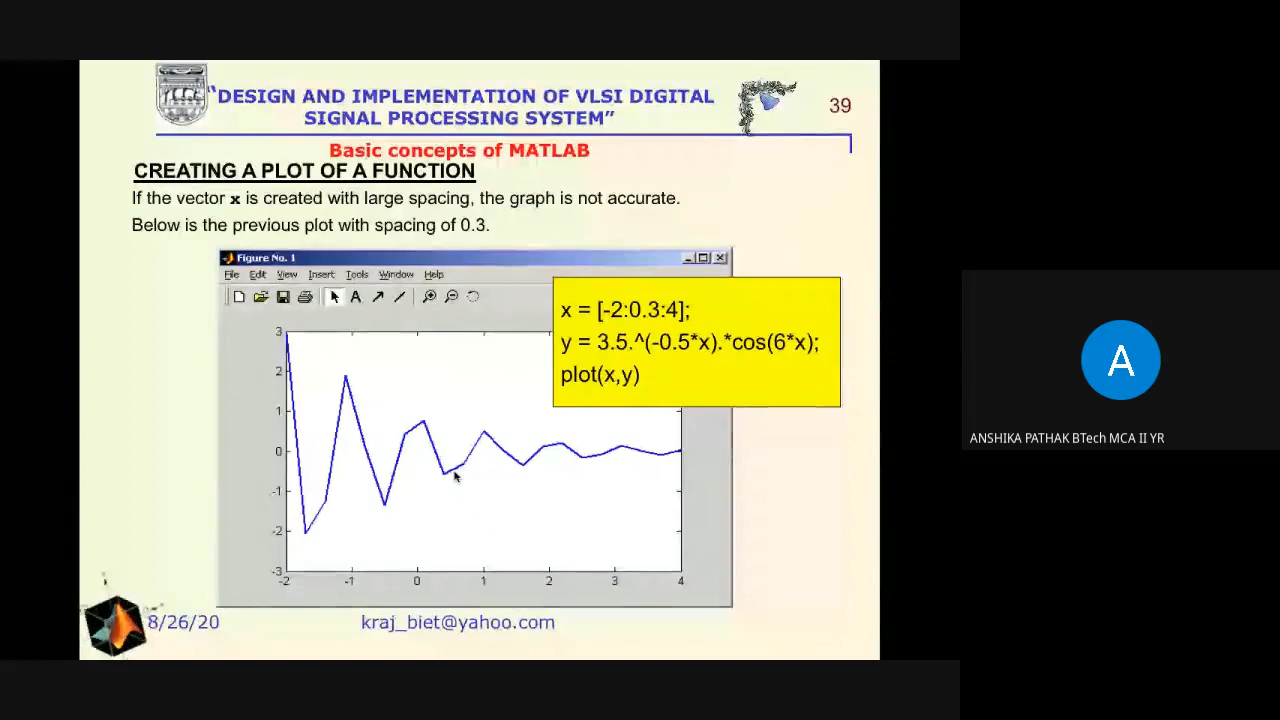 "DESIGN AND IMPLEMENTATION OF VLSI DIGITAL
SIGNAL PROCESSING SYSTEM"
39
Basic concepts of MATLAB
CREATING A PLOT OF A FUNCTION
If the vector x is created with large spacing, the graph is not accurate.
Below is the previous plot with spacing of 0.3.
Figure No. 1
File Edit View Insert Tools Window Help
A
x = [-2:0.3:4];
y = 3.5.^(-0.5*x).*cos(6*x);
plot(x,y)
3
2
1
0
-1
-2
-3
-2 -1 0 1 2 3 4
8/26/20
kraj_biet@yahoo.com
A
ANSHIKA PATHAK BTech MCA II YR